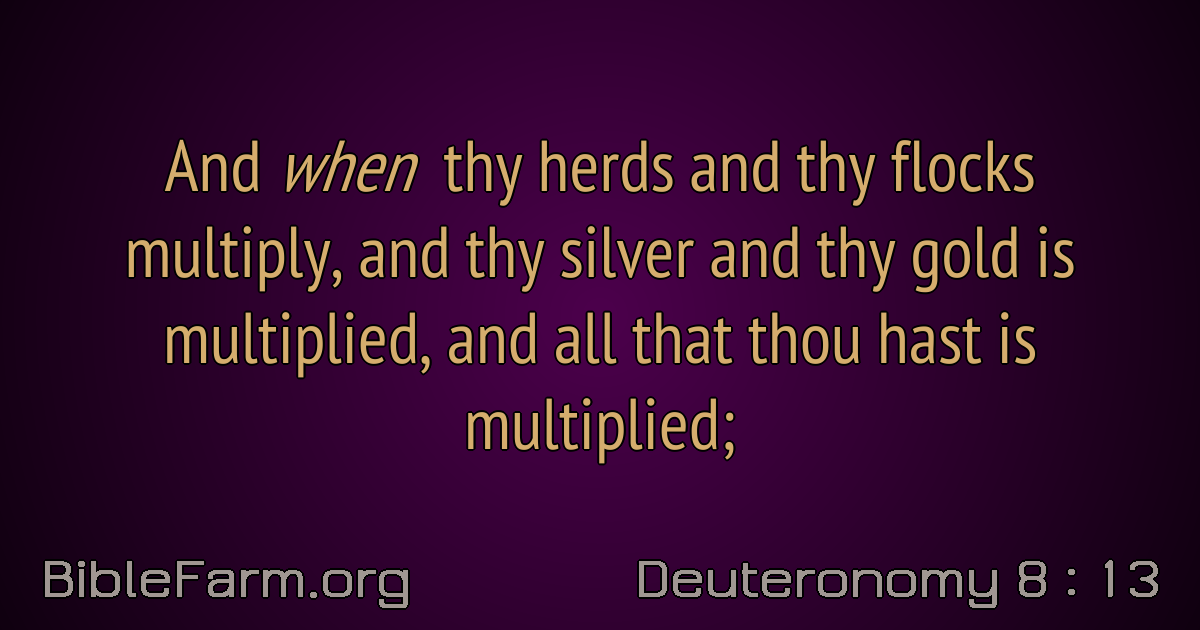 And when thy herds and thy flocks
multiply, and thy silver and thy gold is
multiplied, and all that thou hast is
multiplied;
BibleFarm.org
Deuteronomy 8 : 13